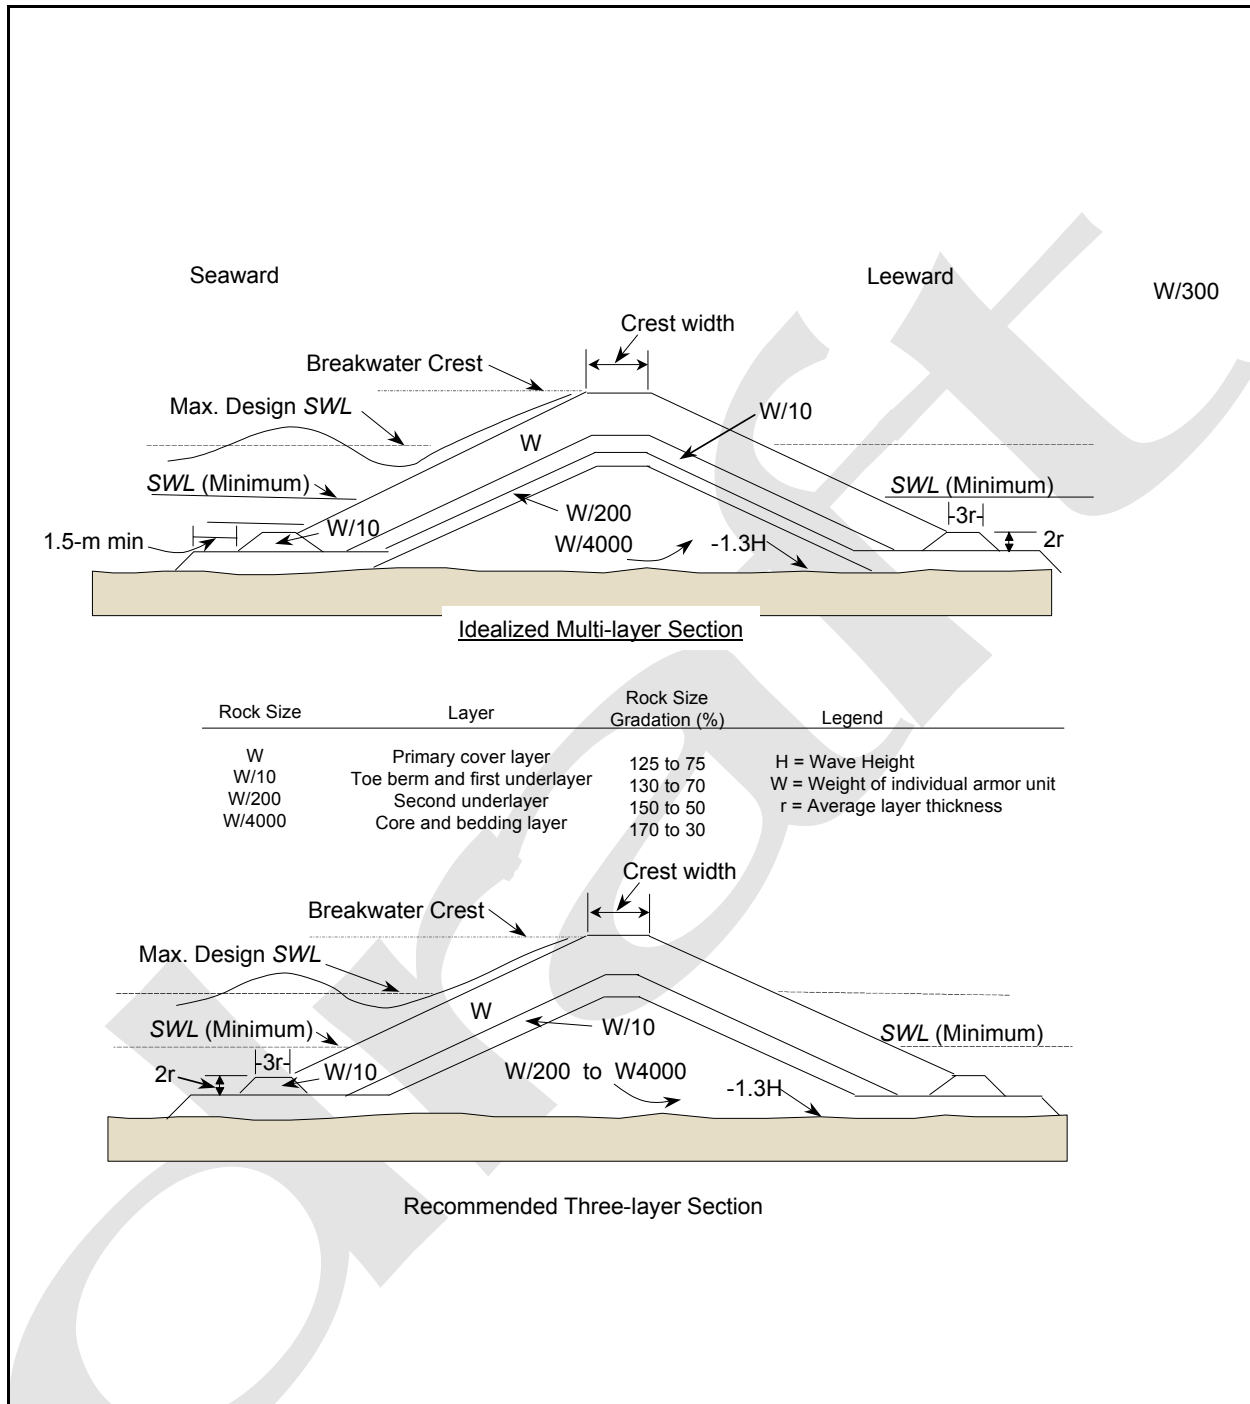 Seaward
Leeward
W/300
Crest width
Breakwater Crest
W/10
Max. Design SWL
W
SWL (Minimum)
SWL (Minimum)
-3r-
W/10
W/200
1.5-m min
W/4000
-1.3H
2r
Idealized Multi-layer Section
Rock Size Layer Rock Size Gradation (%) Legend
W Primary cover layer 125 to 75 H = Wave Height
W/10 Toe berm and first underlayer 130 to 70 W = Weight of individual armor unit
W/200 Second underlayer 150 to 50 r = Average layer thickness
W/4000 Core and bedding layer 170 to 30
Crest width
Breakwater Crest
Max. Design SWL
W
SWL (Minimum)
W/10
SWL (Minimum)
-3r-
2r
W/10
W/200 to W4000
-1.3H
Recommended Three-layer Section
draft